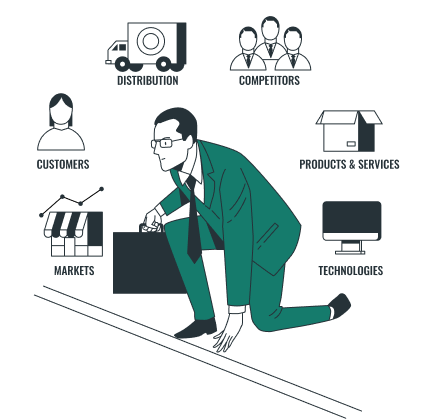 DISTRIBUTION
COMPETITORS
CUSTOMERS
PRODUCTS & SERVICES
MARKETS
TECHNOLOGIES